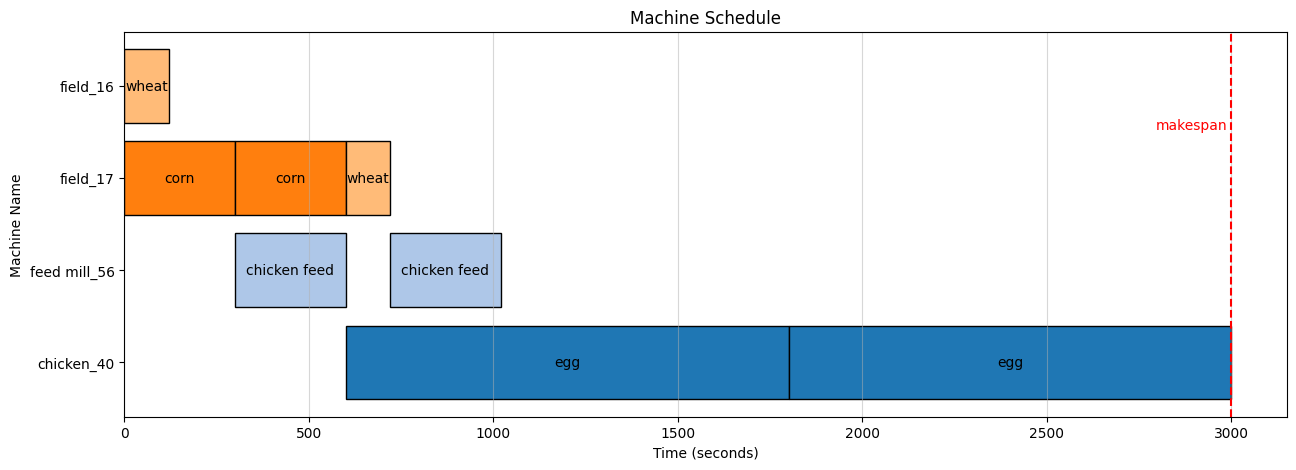 Machine Schedule
field_16
wheat
makespan
field_17
corn
corn
wheat
feed mill_56
chicken feed
chicken feed
chicken_40
egg
egg
Machine Name
0
500
1000
1500
2000
2500
3000
Time (seconds)